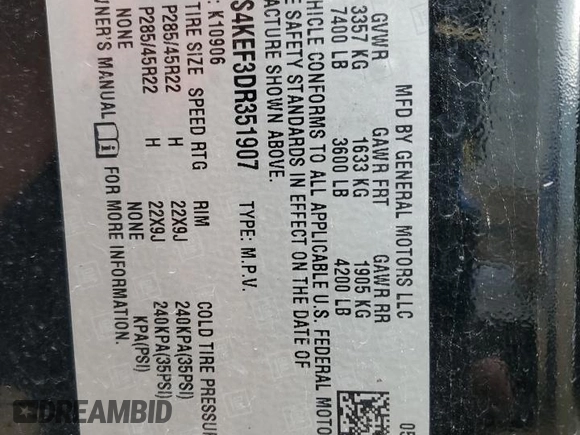 MFD BY GENERAL MOTORS LLC 05
GVWR GAWR FRT GAWR RR
3357 KG 1633 KG 1905 KG
7400 LB 3600 LB 4200 LB
HICLE CONFORMS TO ALL APPLICABLE U.S. FEDERAL MOTO
E SAFETY STANDARDS IN EFFECT ON THE DATE OF
ACTURE SHOWN ABOVE.
S4KEF3DR351907 TYPE: M.P.V.
: K10906
TIRE SIZE SPEED RTG RIM COLD TIRE PRESSUR
P285/45R22 H 22X9J 240KPA(35PSI)
P285/45R22 H 22X9J 240KPA(35PSI)
NONE NONE KPA(PSI)
WNER'S MANUAL FOR MORE INFORMATION.
DREAMBID